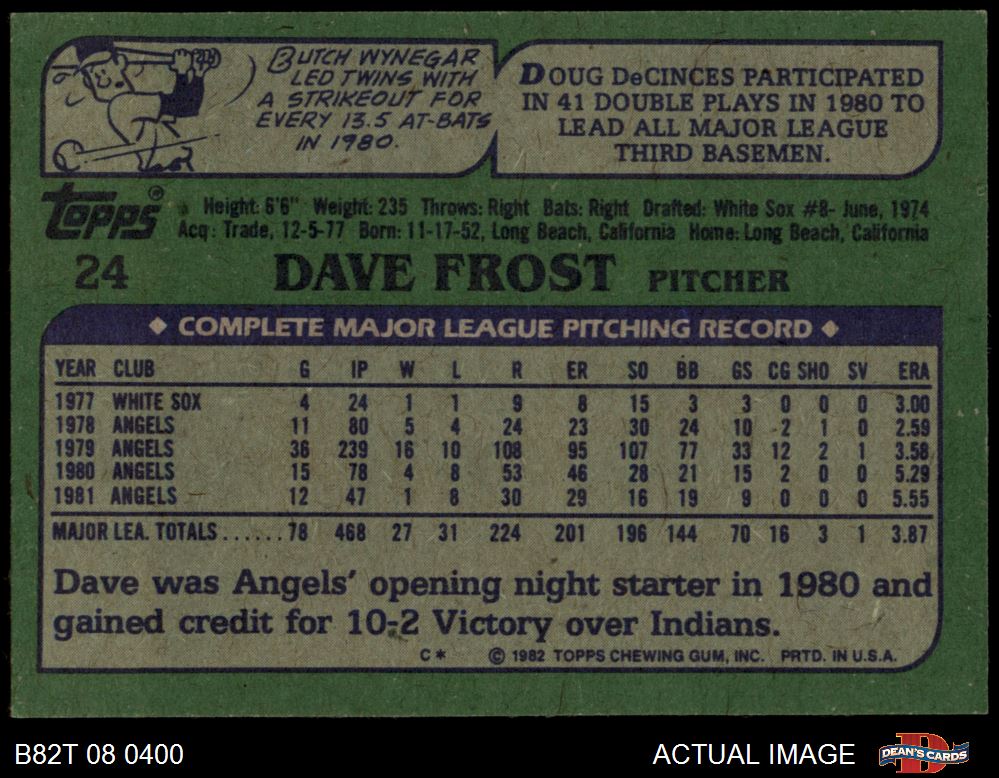 BUTCH WYNEGAR
LED TWINS WITH
A STRIKEOUT FOR
EVERY 13.5 AT-BATS
IN 1980.
DOUG DeCINCES PARTICIPATED
IN 41 DOUBLE PLAYS IN 1980 TO
LEAD ALL MAJOR LEAGUE
THIRD BASEMEN.
TOPPS®
Height: 6'6" Weight: 235 Throws: Right Bats: Right Drafted: White Sox #8- June, 1974
Acq: Trade, 12-5-77 Born: 11-17-52, Long Beach, California Home: Long Beach, California
24 DAVE FROST PITCHER
◆ COMPLETE MAJOR LEAGUE PITCHING RECORD ◆
YEAR CLUB G IP W L R ER SO BB GS CG SHO SV ERA
1977 WHITE SOX 4 24 1 1 9 8 15 3 3 0 0 0 3.00
1978 ANGELS 11 80 5 4 24 23 30 24 10 2 1 0 2.59
1979 ANGELS 36 239 16 10 108 95 107 77 33 12 2 1 3.58
1980 ANGELS 15 78 4 8 53 46 28 21 15 2 0 0 5.29
1981 ANGELS 12 47 1 8 30 29 16 19 9 0 0 0 5.55
MAJOR LEA. TOTALS ...... 78 468 27 31 224 201 196 144 70 16 3 1 3.87
Dave was Angels' opening night starter in 1980 and
gained credit for 10-2 Victory over Indians.
C* © 1982 TOPPS CHEWING GUM, INC. PRTD. IN U.S.A.
B82T 08 0400 ACTUAL IMAGE DEAN'S CARDS